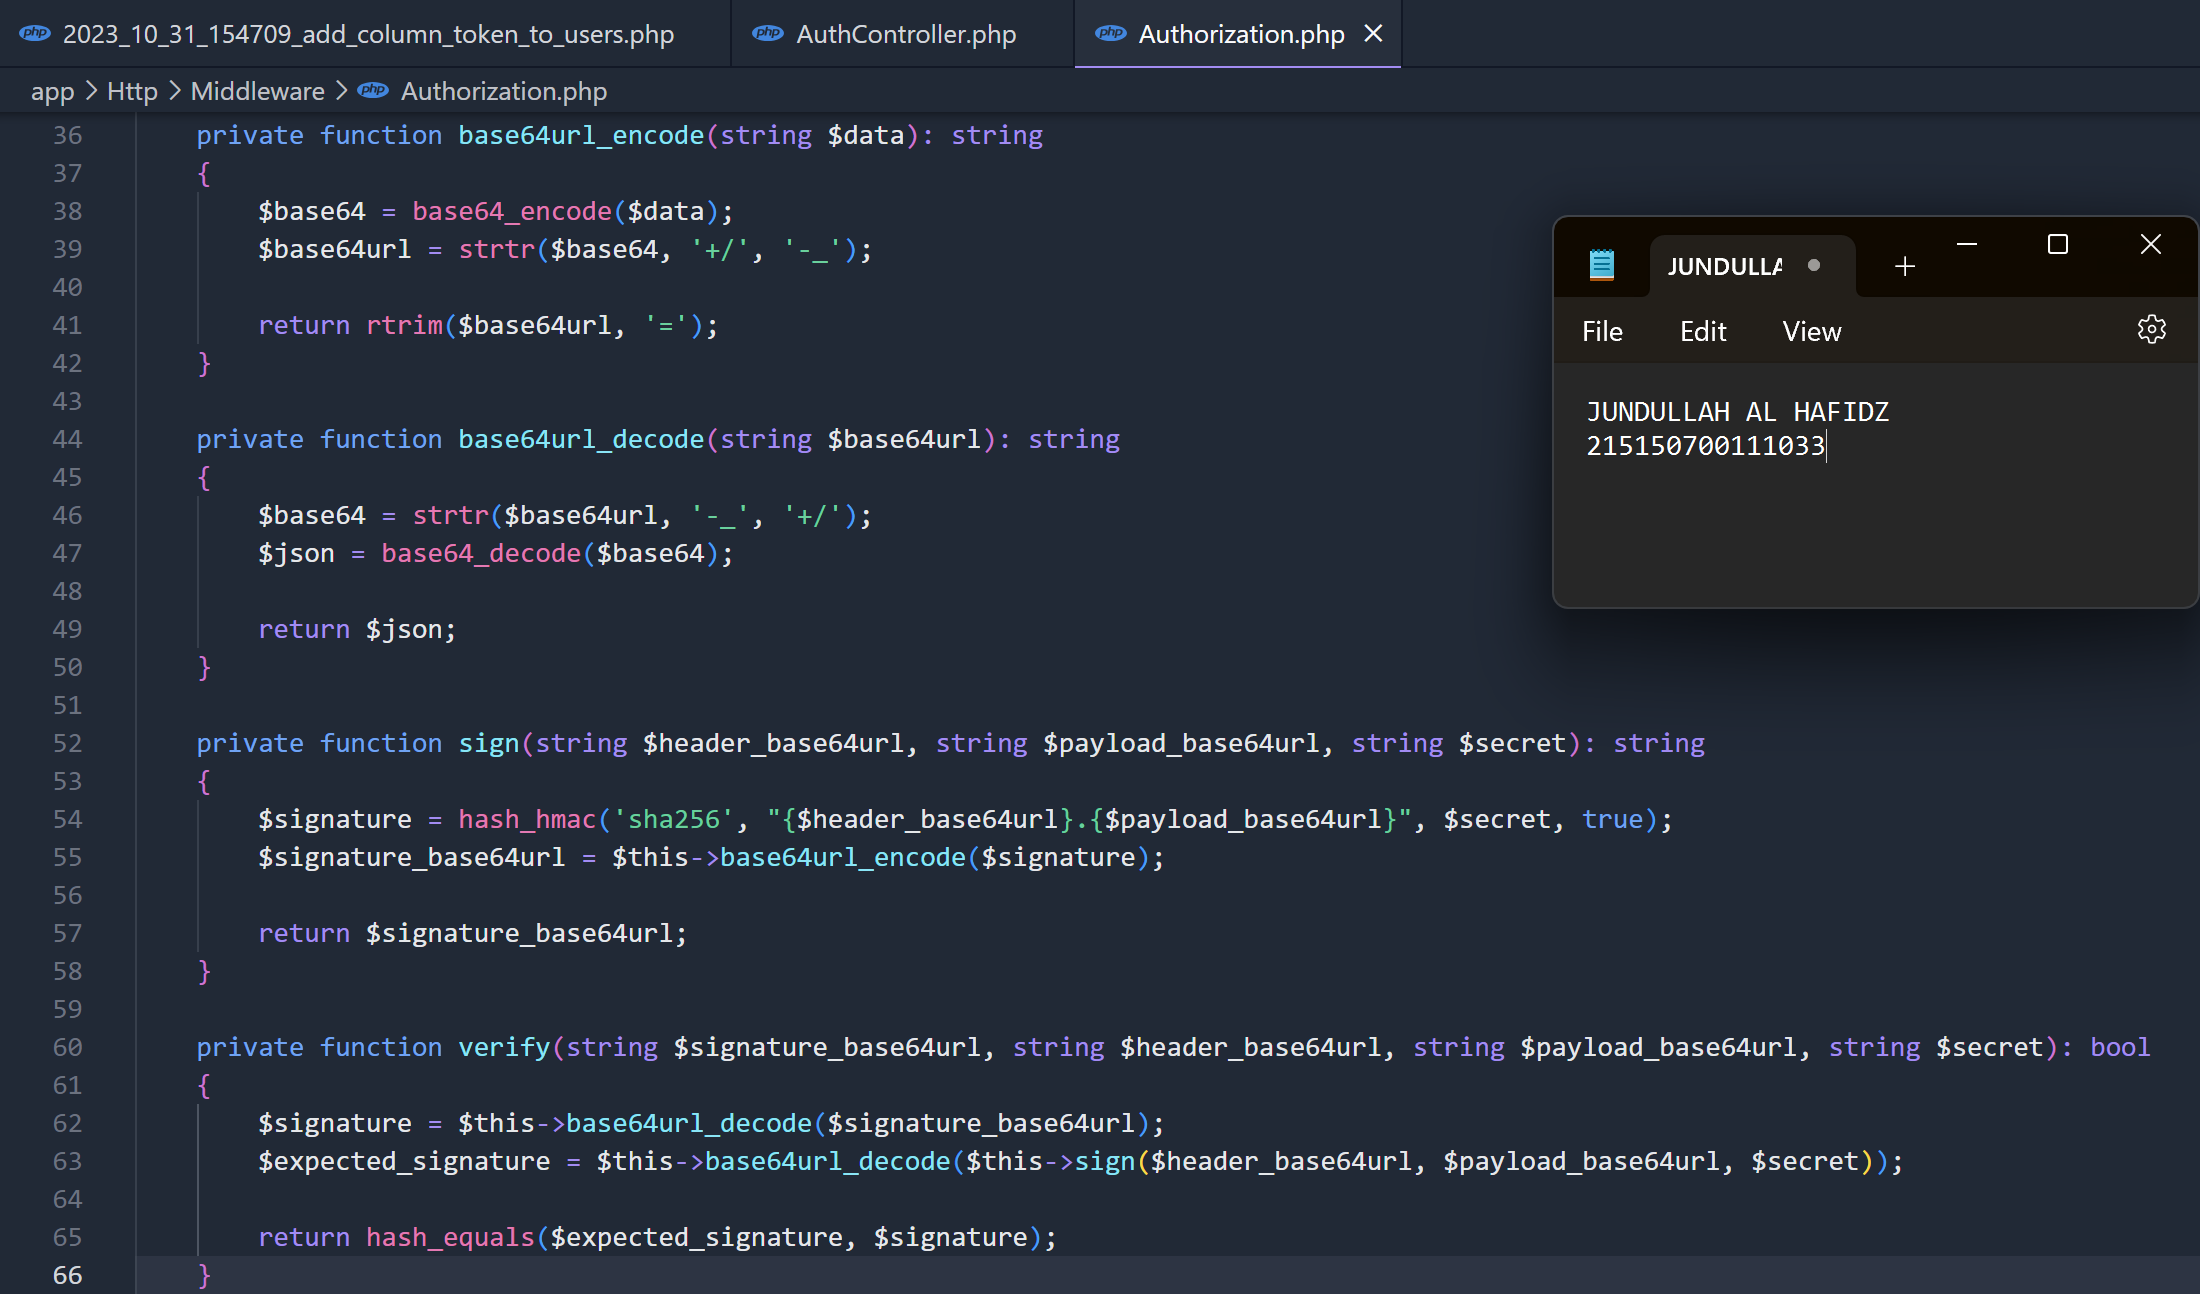 2023_10_31_154709_add_column_token_to_users.php AuthController.php Authorization.php
app > Http > Middleware > Authorization.php
36 private function base64url_encode(string $data): string
37 {
38 $base64 = base64_encode($data);
39 $base64url = strtr($base64, '+/', '-_');
40
41 return rtrim($base64url, '=');
42 }
43
44 private function base64url_decode(string $base64url): string
45 {
46 $base64 = strtr($base64url, '-_', '+/');
47 $json = base64_decode($base64);
48
49 return $json;
50 }
51
52 private function sign(string $header_base64url, string $payload_base64url, string $secret): string
53 {
54 $signature = hash_hmac('sha256', "{$header_base64url}.{$payload_base64url}", $secret, true);
55 $signature_base64url = $this->base64url_encode($signature);
56
57 return $signature_base64url;
58 }
59
60 private function verify(string $signature_base64url, string $header_base64url, string $payload_base64url, string $secret): bool
61 {
62 $signature = $this->base64url_decode($signature_base64url);
63 $expected_signature = $this->base64url_decode($this->sign($header_base64url, $payload_base64url, $secret));
64
65 return hash_equals($expected_signature, $signature);
66 }
JUNDULLA
File Edit View
JUNDULLAH AL HAFIDZ
215150700111033